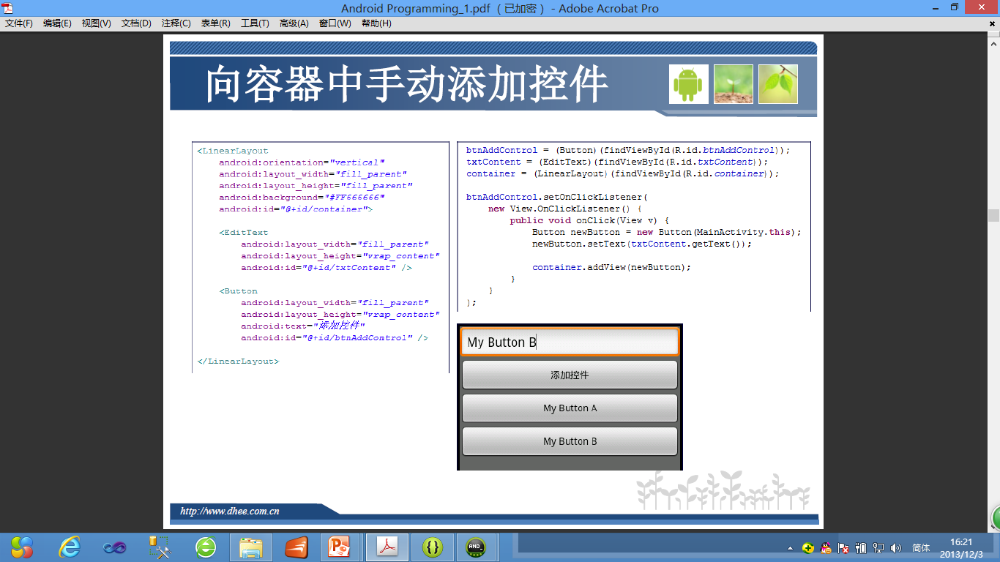 Android Programming_1.pdf （已加密） - Adobe Acrobat Pro
文件(F) 编辑(E) 视图(V) 文档(D) 注释(C) 表单(R) 工具(T) 高级(A) 窗口(W) 帮助(H)
向容器中手动添加控件
<LinearLayout
android:orientation="vertical"
android:layout_width="fill_parent"
android:layout_height="fill_parent"
android:background="#FF666666"
android:id="@+id/container">
<EditText
android:layout_width="fill_parent"
android:layout_height="wrap_content"
android:id="@+id/txtContent" />
<Button
android:layout_width="fill_parent"
android:layout_height="wrap_content"
android:text="添加控件"
android:id="@+id/btnAddControl" />
</LinearLayout>
btnAddControl = (Button)(findViewById(R.id.btnAddControl));
txtContent = (EditText)(findViewById(R.id.txtContent));
container = (LinearLayout)(findViewById(R.id.container));
btnAddControl.setOnClickListener(
new View.OnClickListener() {
public void onClick(View v) {
Button newButton = new Button(MainActivity.this);
newButton.setText(txtContent.getText());
container.addView(newButton);
}
}
);
My Button B
添加控件
My Button A
My Button B
http://www.dhee.com.cn
AND_
简体
16:21
2013/12/3